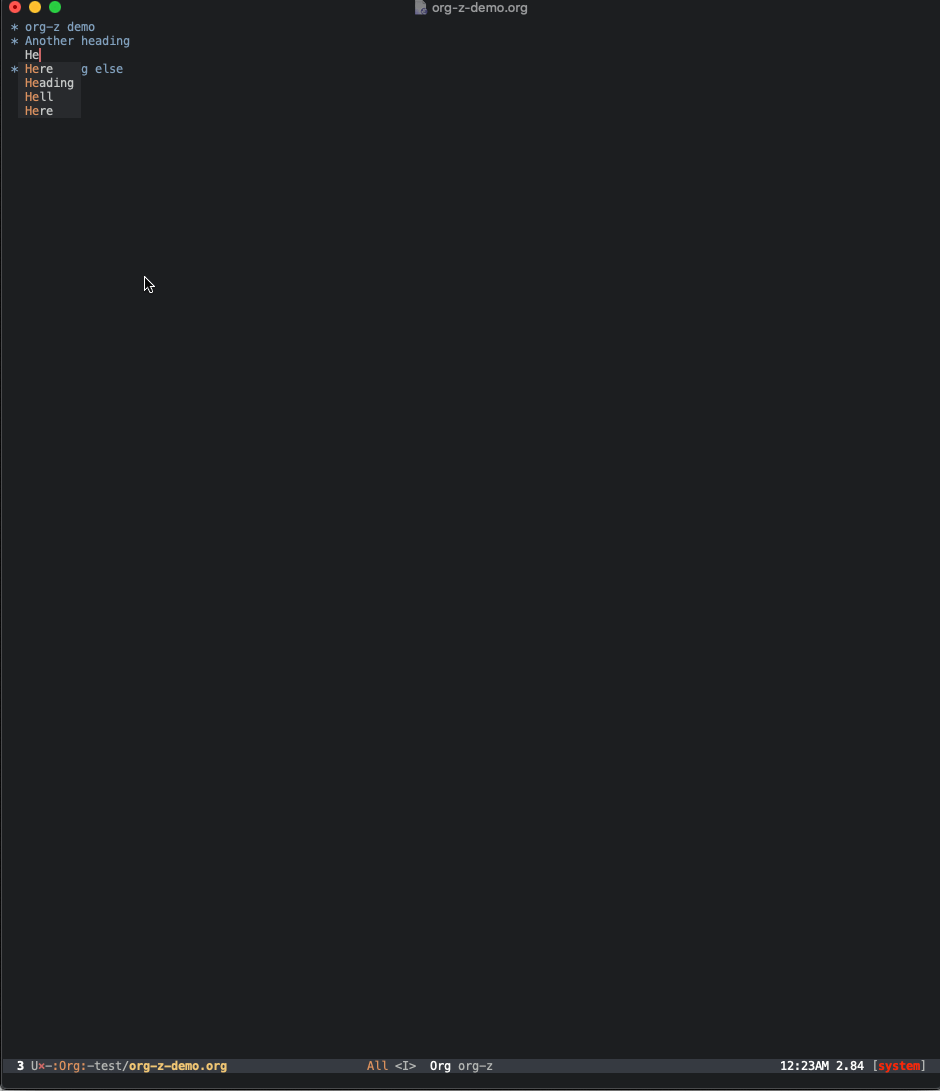 org-z-demo.org
* org-z demo
* Another heading
He
* g else
Here
Heading
Hell
Here
3 U×-:Org:-test/org-z-demo.org All <I> Org org-z 12:23AM 2.84 [system]